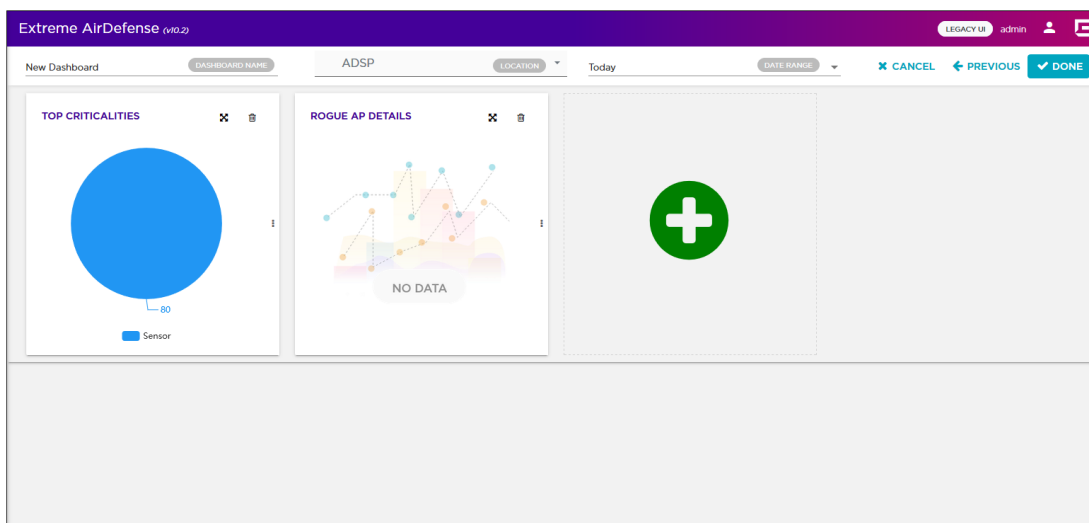 Extreme AirDefense (v10.2)
LEGACY UI admin
New Dashboard DASHBOARD NAME ADSP LOCATION Today DATE RANGE CANCEL PREVIOUS DONE
TOP CRITICALITIES
ROGUE AP DETAILS
NO DATA
80
Sensor